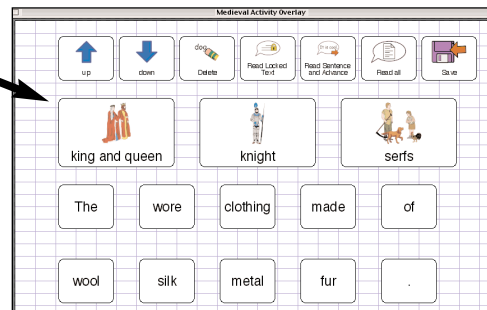 Medieval Activity Overlay
dog
up down Delete Read Locked Text Read Sentence and Advance Read all Save
king and queen knight serfs
The wore clothing made of
wool silk metal fur .